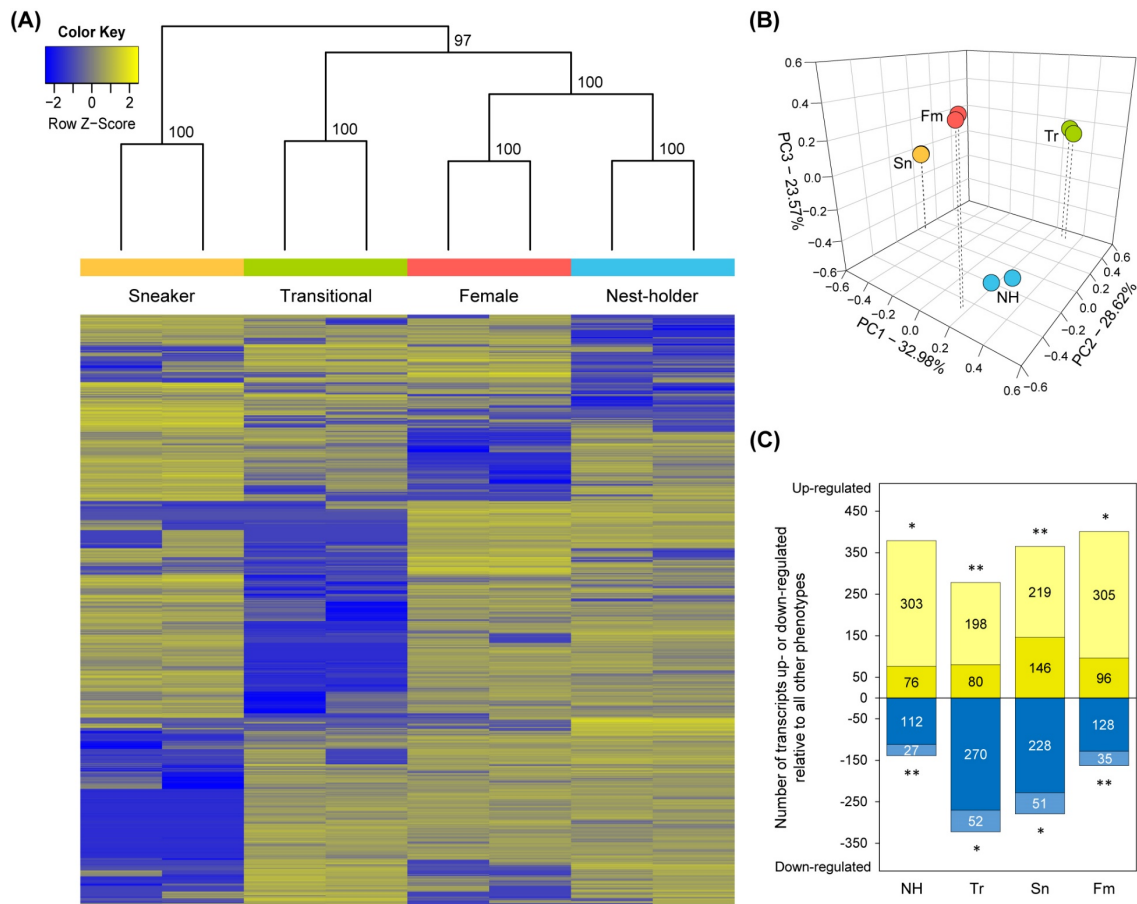 (A)
Color Key
−2 0 2
Row Z−Score
97
100
100
100
100
100
Sneaker Transitional Female Nest-holder
(B)
0.6
0.4
0.2
0.0
−0.2
−0.4
−0.6
PC3 − 23.57%
−0.6
−0.4
−0.2
0.0
0.2
0.4
0.6
PC1 − 32.98%
−0.6
−0.4
−0.2
0.0
0.2
0.4
0.6
PC2 − 28.62%
Fm
Sn
Tr
NH
(C)
Up-regulated
450
350
250
150
50
0
-50
-150
-250
-350
Down-regulated
Number of transcripts up- or down-regulated
relative to all other phenotypes
* ** ** *
303 198 219 305
76 80 146 96
112 270 228 128
27 52 51 35
** * * **
NH Tr Sn Fm